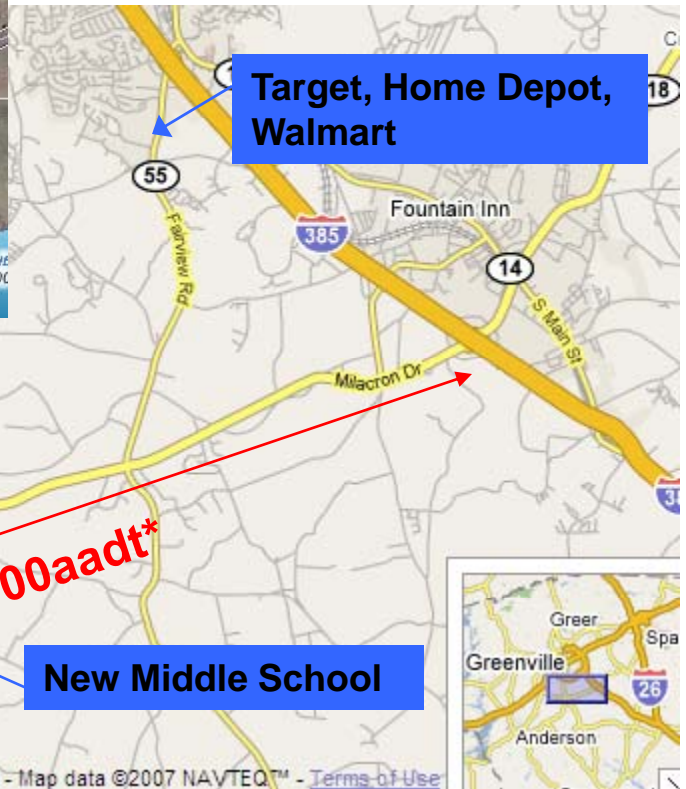 Target, Home Depot,
Walmart
18
55
Fountain Inn
385
Fairview Rd
14
S Main St
Milacron Dr
00aadt*
Greer
Greenville
26
Anderson
New Middle School
- Map data ©2007 NAVTEQ™ - Terms of Use